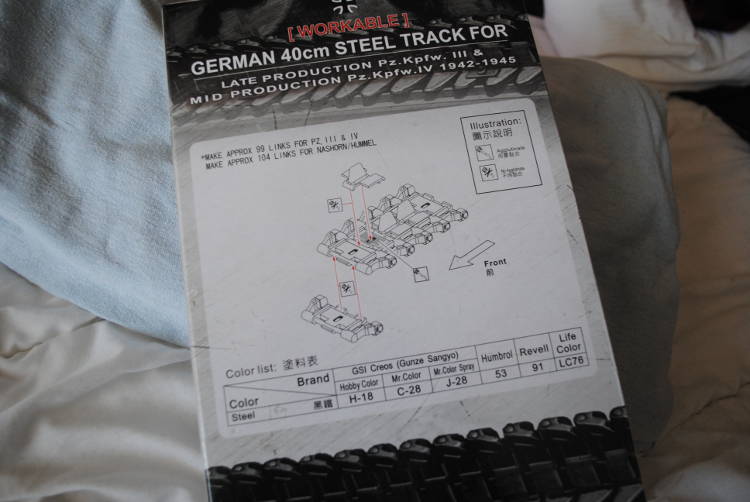 [ WORKABLE ]
GERMAN 40cm STEEL TRACK FOR
LATE PRODUCTION Pz.Kpfw. III &
MID PRODUCTION Pz.Kpfw.IV 1942-1945
*MAKE APPROX 99 LINKS FOR PZ.III & IV
MAKE APPROX 104 LINKS FOR NASHORN/HUMMEL
Illustration:
圖示說明
Front
前
Color list: 塗料表
Brand GSI Creos (Gunze Sangyo) Humbrol Revell Life Color
Color Hobby Color Mr.Color Mr.Color Spray
Steel 黑鐵 H-18 C-28 J-28 53 91 LC76